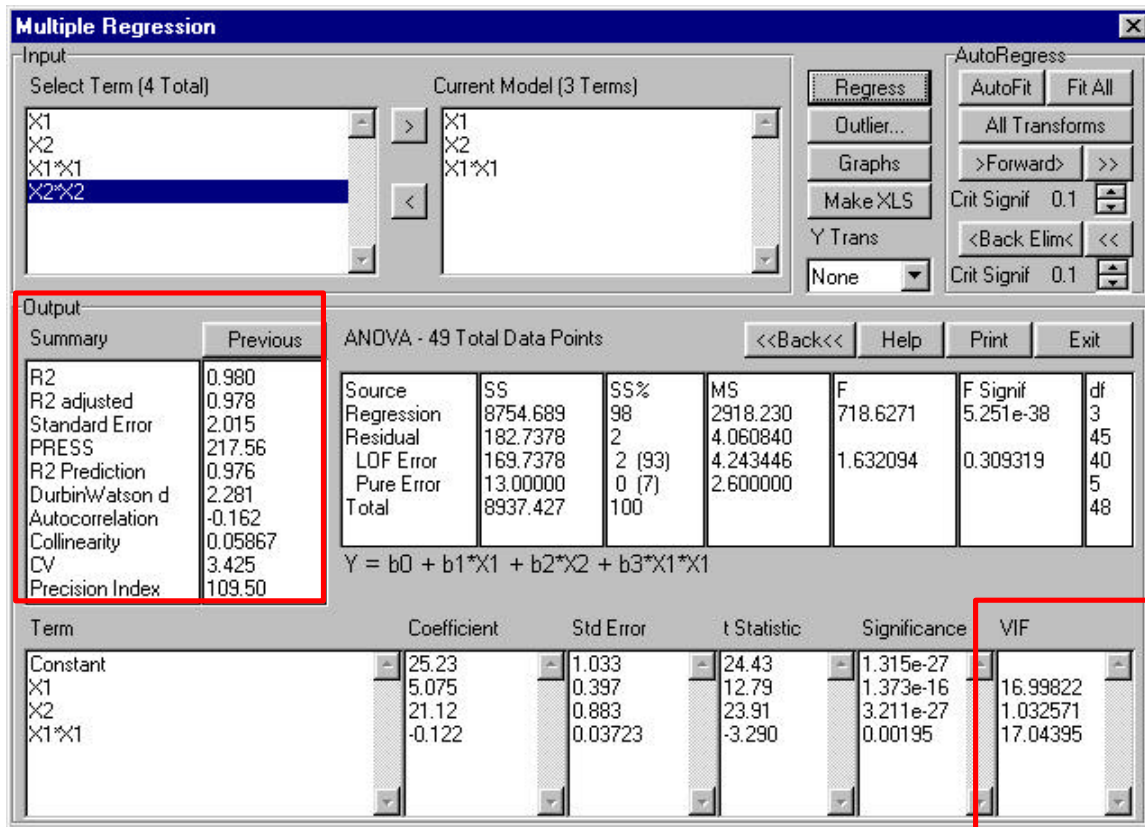 Multiple Regression
Input
Select Term (4 Total)
X1
X2
X1*X1
X2*X2
>
<
Current Model (3 Terms)
X1
X2
X1*X1
Regress
Outlier...
Graphs
Make XLS
Y Trans
None
AutoRegress
AutoFit Fit All
All Transforms
>Forward> >>
Crit Signif 0.1
<Back Elim< <<
Crit Signif 0.1
Output
Summary Previous
R2 0.980
R2 adjusted 0.978
Standard Error 2.015
PRESS 217.56
R2 Prediction 0.976
DurbinWatson d 2.281
Autocorrelation -0.162
Collinearity 0.05867
CV 3.425
Precision Index 109.50
ANOVA - 49 Total Data Points <<Back<< Help Print Exit
Source SS SS% MS F F Signif df
Regression 8754.689 98 2918.230 718.6271 5.251e-38 3
Residual 182.7378 2 4.060840 45
LOF Error 169.7378 2 (93) 4.243446 1.632094 0.309319 40
Pure Error 13.00000 0 (7) 2.600000 5
Total 8937.427 100 48
Y = b0 + b1*X1 + b2*X2 + b3*X1*X1
Term Coefficient Std Error t Statistic Significance VIF
Constant 25.23 1.033 24.43 1.315e-27
X1 5.075 0.397 12.79 1.373e-16 16.99822
X2 21.12 0.883 23.91 3.211e-27 1.032571
X1*X1 -0.122 0.03723 -3.290 0.00195 17.04395